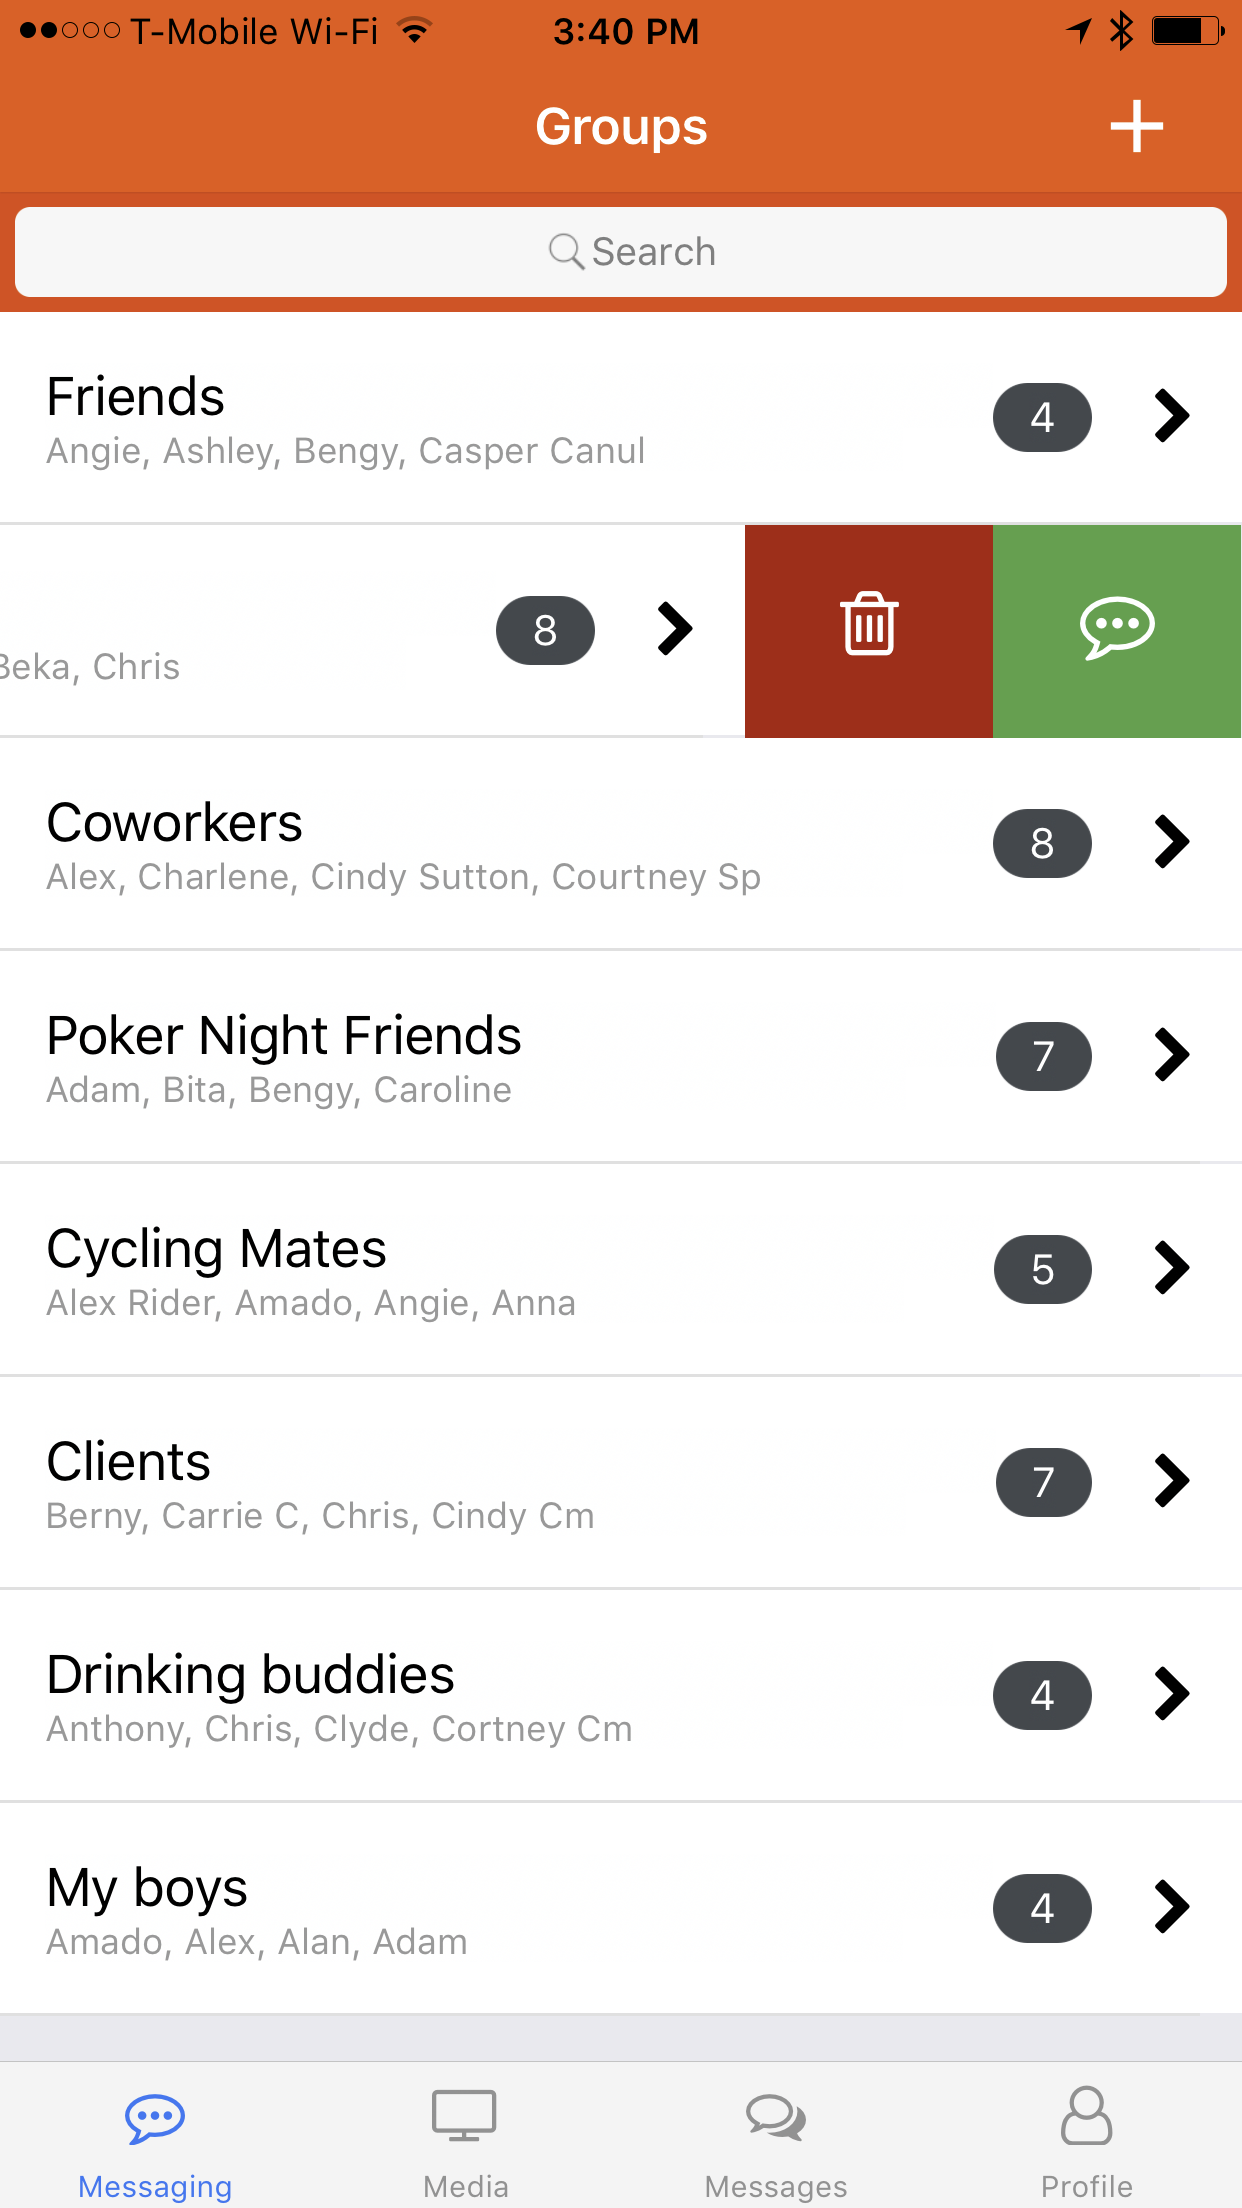 T-Mobile Wi-Fi 3:40 PM
Groups
Search
Friends
4
Angie, Ashley, Bengy, Casper Canul
8
Beka, Chris
Coworkers
8
Alex, Charlene, Cindy Sutton, Courtney Sp
Poker Night Friends
7
Adam, Bita, Bengy, Caroline
Cycling Mates
5
Alex Rider, Amado, Angie, Anna
Clients
7
Berny, Carrie C, Chris, Cindy Cm
Drinking buddies
4
Anthony, Chris, Clyde, Cortney Cm
My boys
4
Amado, Alex, Alan, Adam
Messaging Media Messages Profile